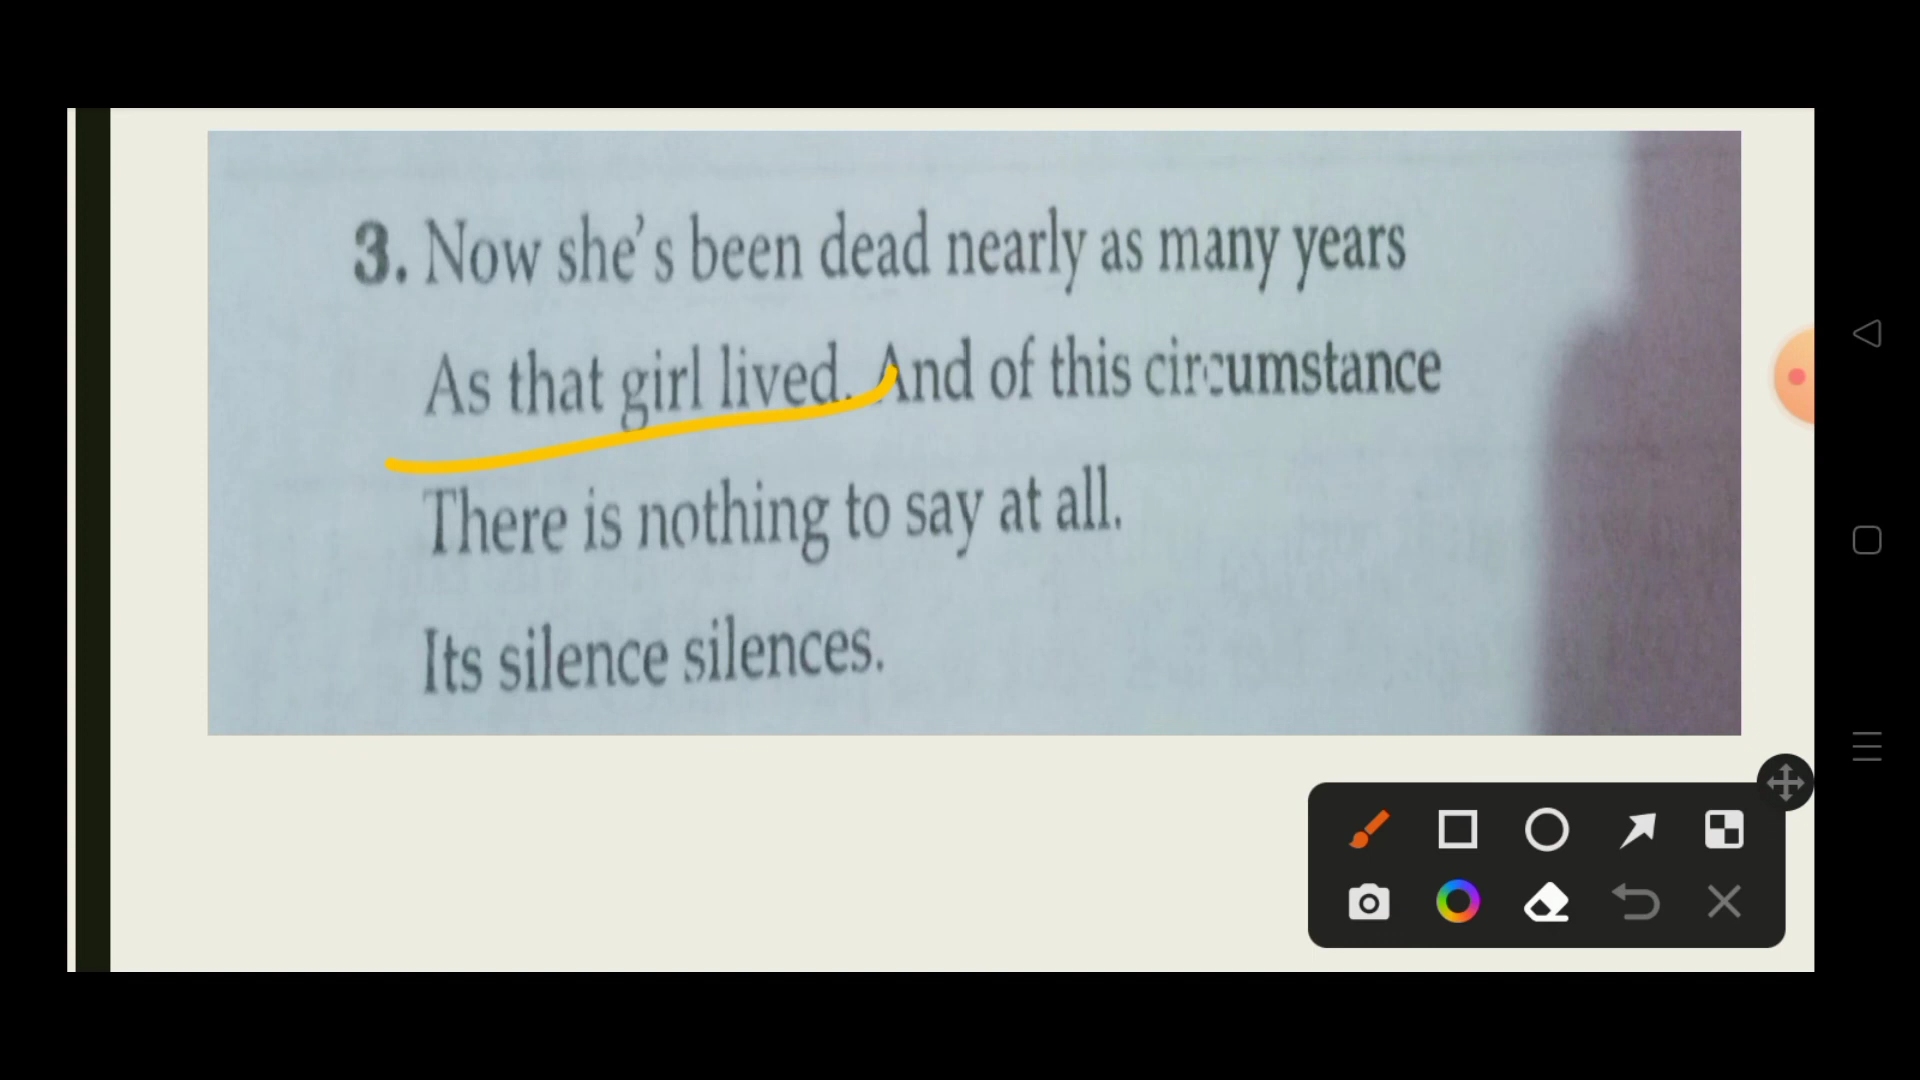 3. Now she's been dead nearly as many years
As that girl lived. And of this circumstance
There is nothing to say at all.
Its silence silences.